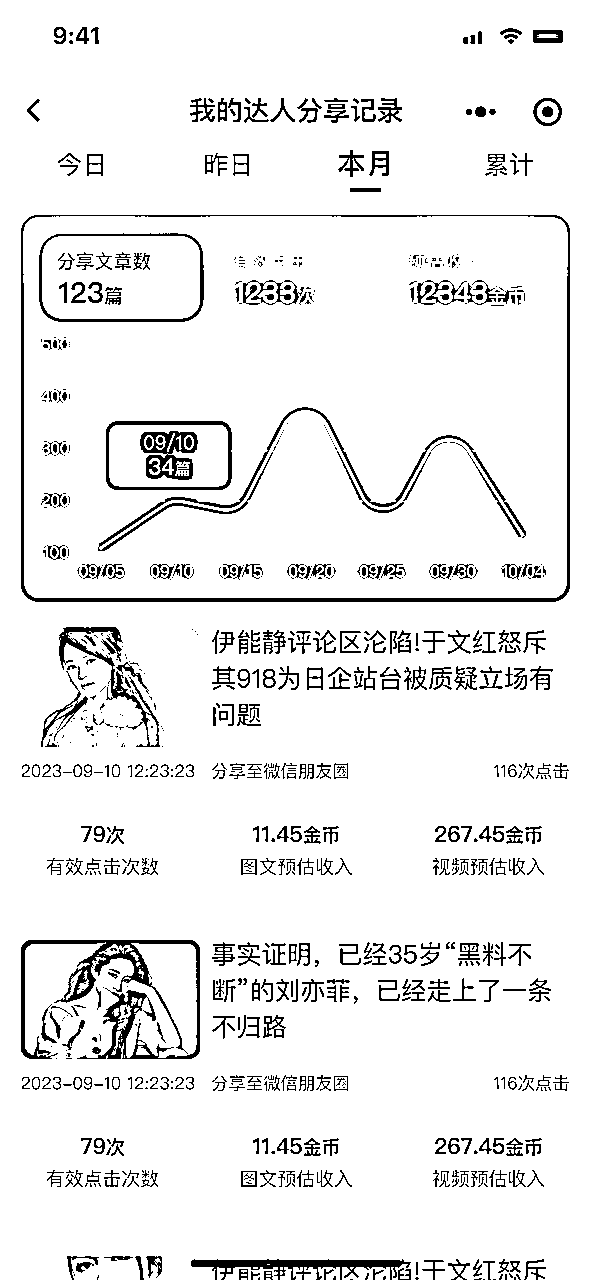 9:41
我的达人分享记录
今日 昨日 本月 累计
分享文章数
123篇 1233次 12343金币
500
400
300
200
100
09/10
34篇
09/05 09/10 09/15 09/20 09/25 09/30 10/04
伊能静评论区沦陷!于文红怒斥
其918为日企站台被质疑立场有
问题
2023-09-10 12:23:23 分享至微信朋友圈 116次点击
79次 11.45金币 267.45金币
有效点击次数 图文预估收入 视频预估收入
事实证明，已经35岁“黑料不
断”的刘亦菲，已经走上了一条
不归路
2023-09-10 12:23:23 分享至微信朋友圈 116次点击
79次 11.45金币 267.45金币
有效点击次数 图文预估收入 视频预估收入
伊能静评论区沦陷!于文红怒斥